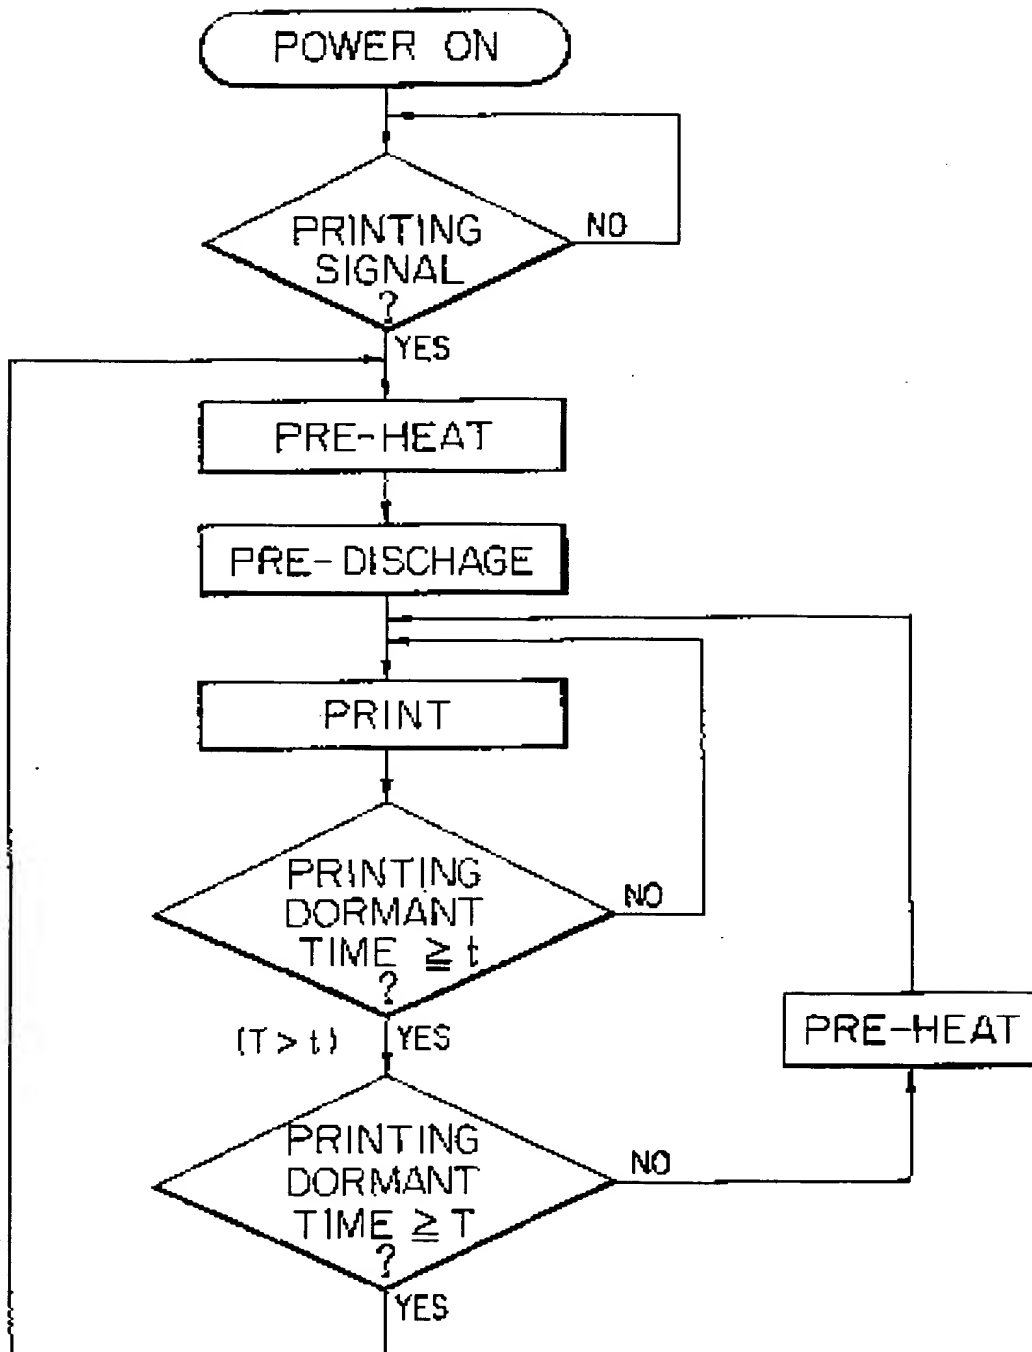 POWER ON
PRINTING
SIGNAL
?
NO
YES
PRE-HEAT
PRE-DISCHAGE
PRINT
PRINTING
DORMANT
TIME ≧ t
?
NO
(T > t)
YES
PRE-HEAT
PRINTING
DORMANT
TIME ≧ T
?
NO
YES